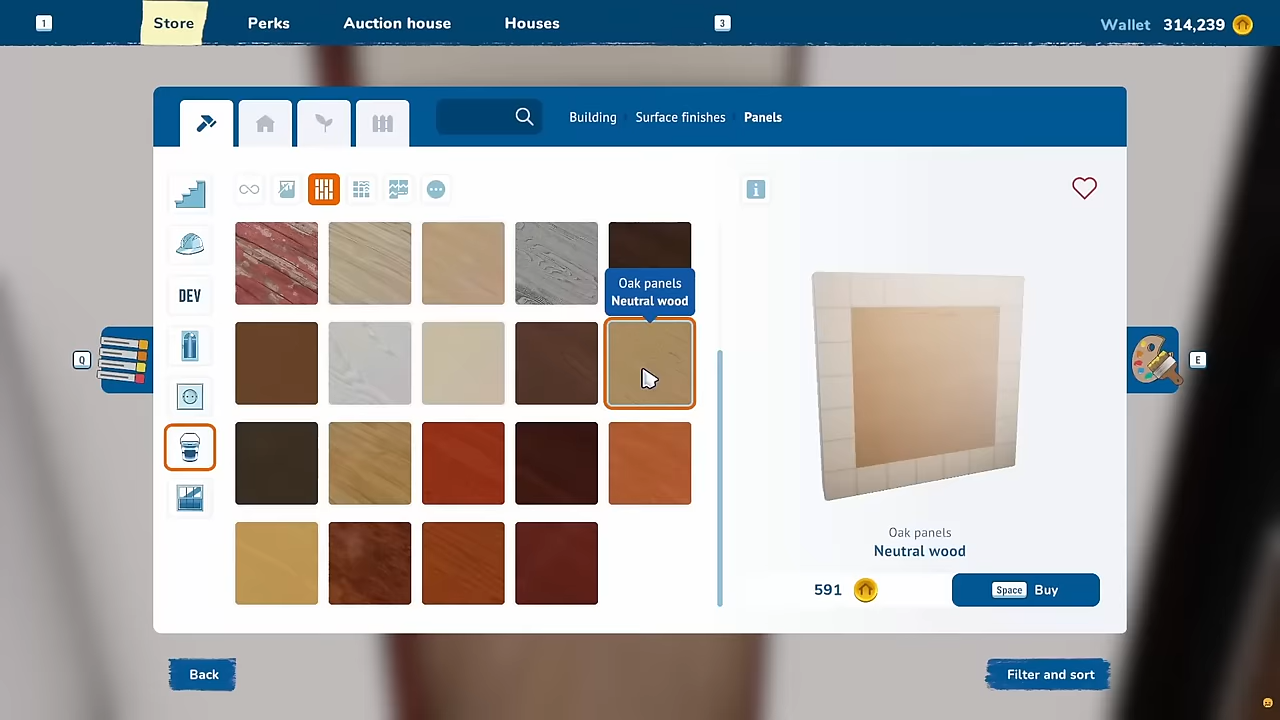 1
Store
Perks
Auction house
Houses
3
Wallet 314,239
Building
Surface finishes
Panels
DEV
Oak panels
Neutral wood
Q
E
Oak panels
Neutral wood
591
Space Buy
Back
Filter and sort